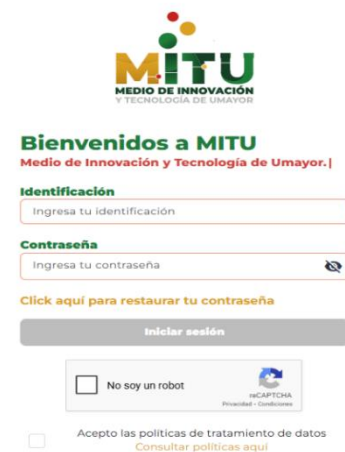 MITU
MEDIO DE INNOVACIÓN
Y TECNOLOGÍA DE UMAYOR
Bienvenidos a MITU
Medio de Innovación y Tecnología de Umayor.|
Identificación
Ingresa tu identificación
Contraseña
Ingresa tu contraseña
Click aquí para restaurar tu contraseña
Iniciar sesión
No soy un robot
reCAPTCHA
Privacidad - Condiciones
Acepto las políticas de tratamiento de datos
Consultar políticas aquí